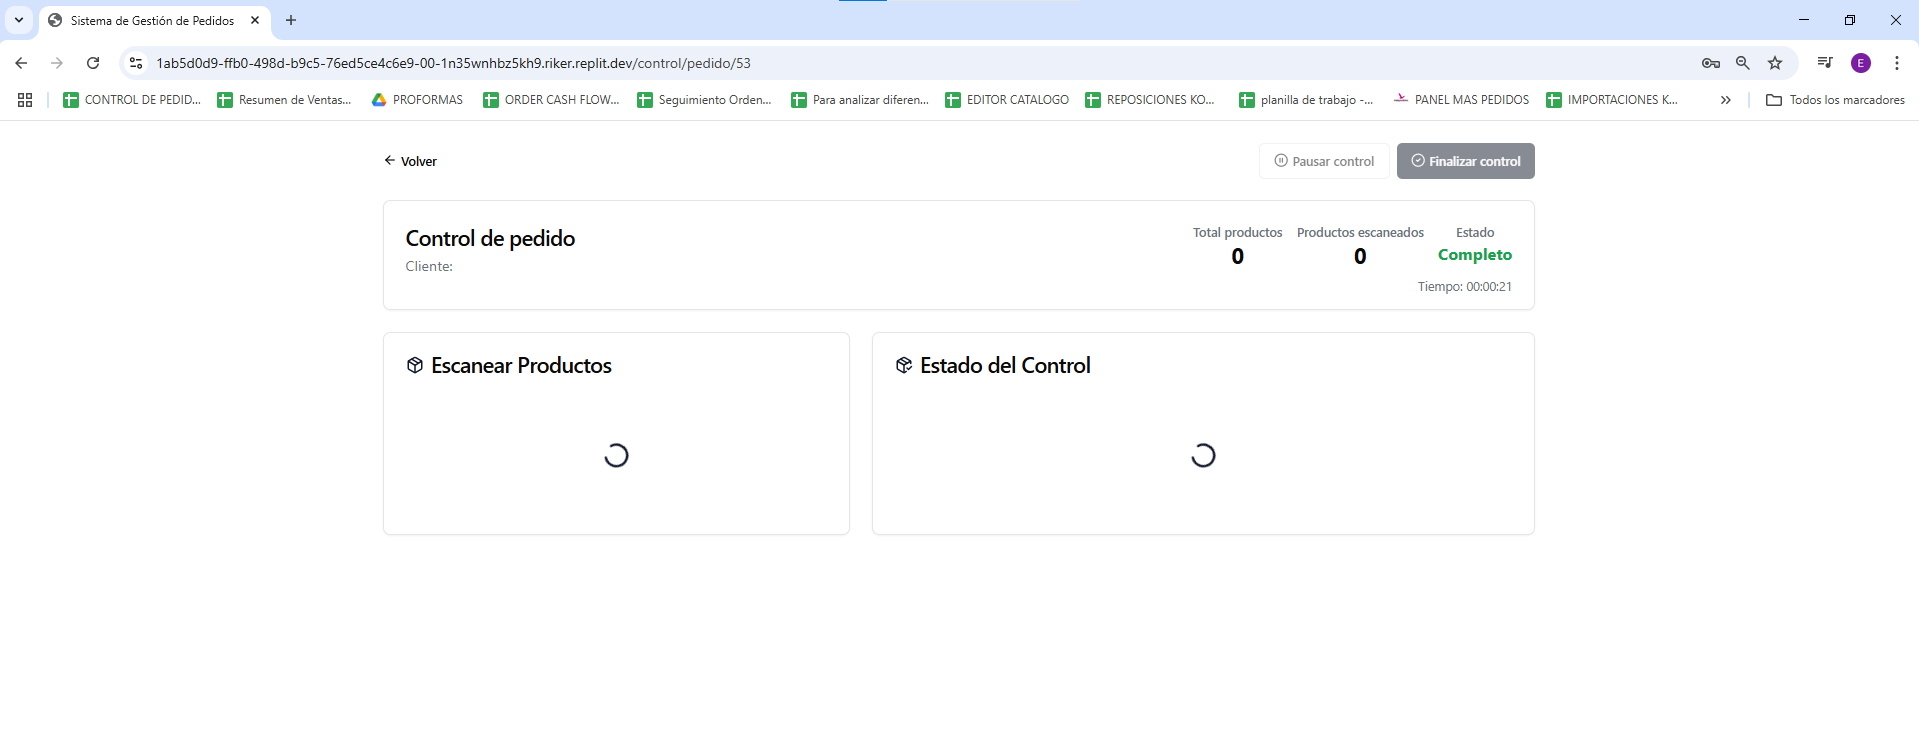 Sistema de Gestión de Pedidos
1ab5d0d9-ffb0-498d-b9c5-76ed5ce4c6e9-00-1n35wnhbz5kh9.riker.replit.dev/control/pedido/53
E
CONTROL DE PEDID...
Resumen de Ventas...
PROFORMAS
ORDER CASH FLOW...
Seguimiento Orden...
Para analizar diferen...
EDITOR CATALOGO
REPOSICIONES KO...
planilla de trabajo -...
PANEL MAS PEDIDOS
IMPORTACIONES K...
Todos los marcadores
Volver
Pausar control
Finalizar control
Control de pedido
Cliente:
Total productos
0
Productos escaneados
0
Estado
Completo
Tiempo: 00:00:21
Escanear Productos
Estado del Control